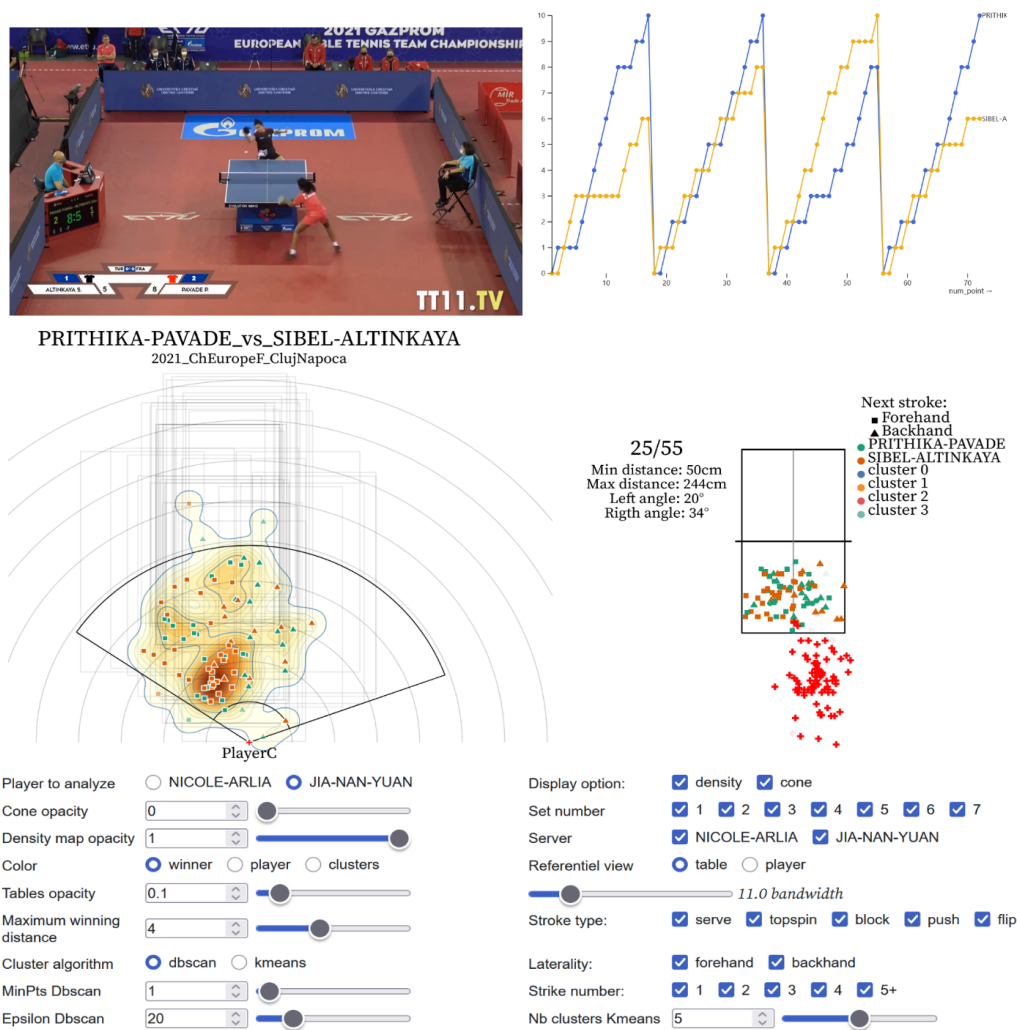 2021 GAZPROM
EUROPEAN TABLE TENNIS TEAM CHAMPIONSHIP
MIR
GAZPROM
2 8:5
TUR FRA
1 2
ALTINKAYA S. 5 8 PAVADE P.
TT11.TV
10
9
8
7
6
5
4
3
2
1
0
10 20 30 40 50 60 70
num_point →
PRITHIK
SIBEL-A
PRITHIKA-PAVADE_vs_SIBEL-ALTINKAYA
2021_ChEuropeF_ClujNapoca
PlayerC
25/55
Min distance: 50cm
Max distance: 244cm
Left angle: 20°
Rigth angle: 34°
Next stroke:
Forehand
Backhand
PRITHIKA-PAVADE
SIBEL-ALTINKAYA
cluster 0
cluster 1
cluster 2
cluster 3
Player to analyze NICOLE-ARLIA JIA-NAN-YUAN
Cone opacity 0
Density map opacity 1
Color winner player clusters
Tables opacity 0.1
Maximum winning
distance 4
Cluster algorithm dbscan kmeans
MinPts Dbscan 1
Epsilon Dbscan 20
Display option: density cone
Set number 1 2 3 4 5 6 7
Server NICOLE-ARLIA JIA-NAN-YUAN
Referentiel view table player
11.0 bandwidth
Stroke type: serve topspin block push flip
Laterality: forehand backhand
Strike number: 1 2 3 4 5+
Nb clusters Kmeans 5